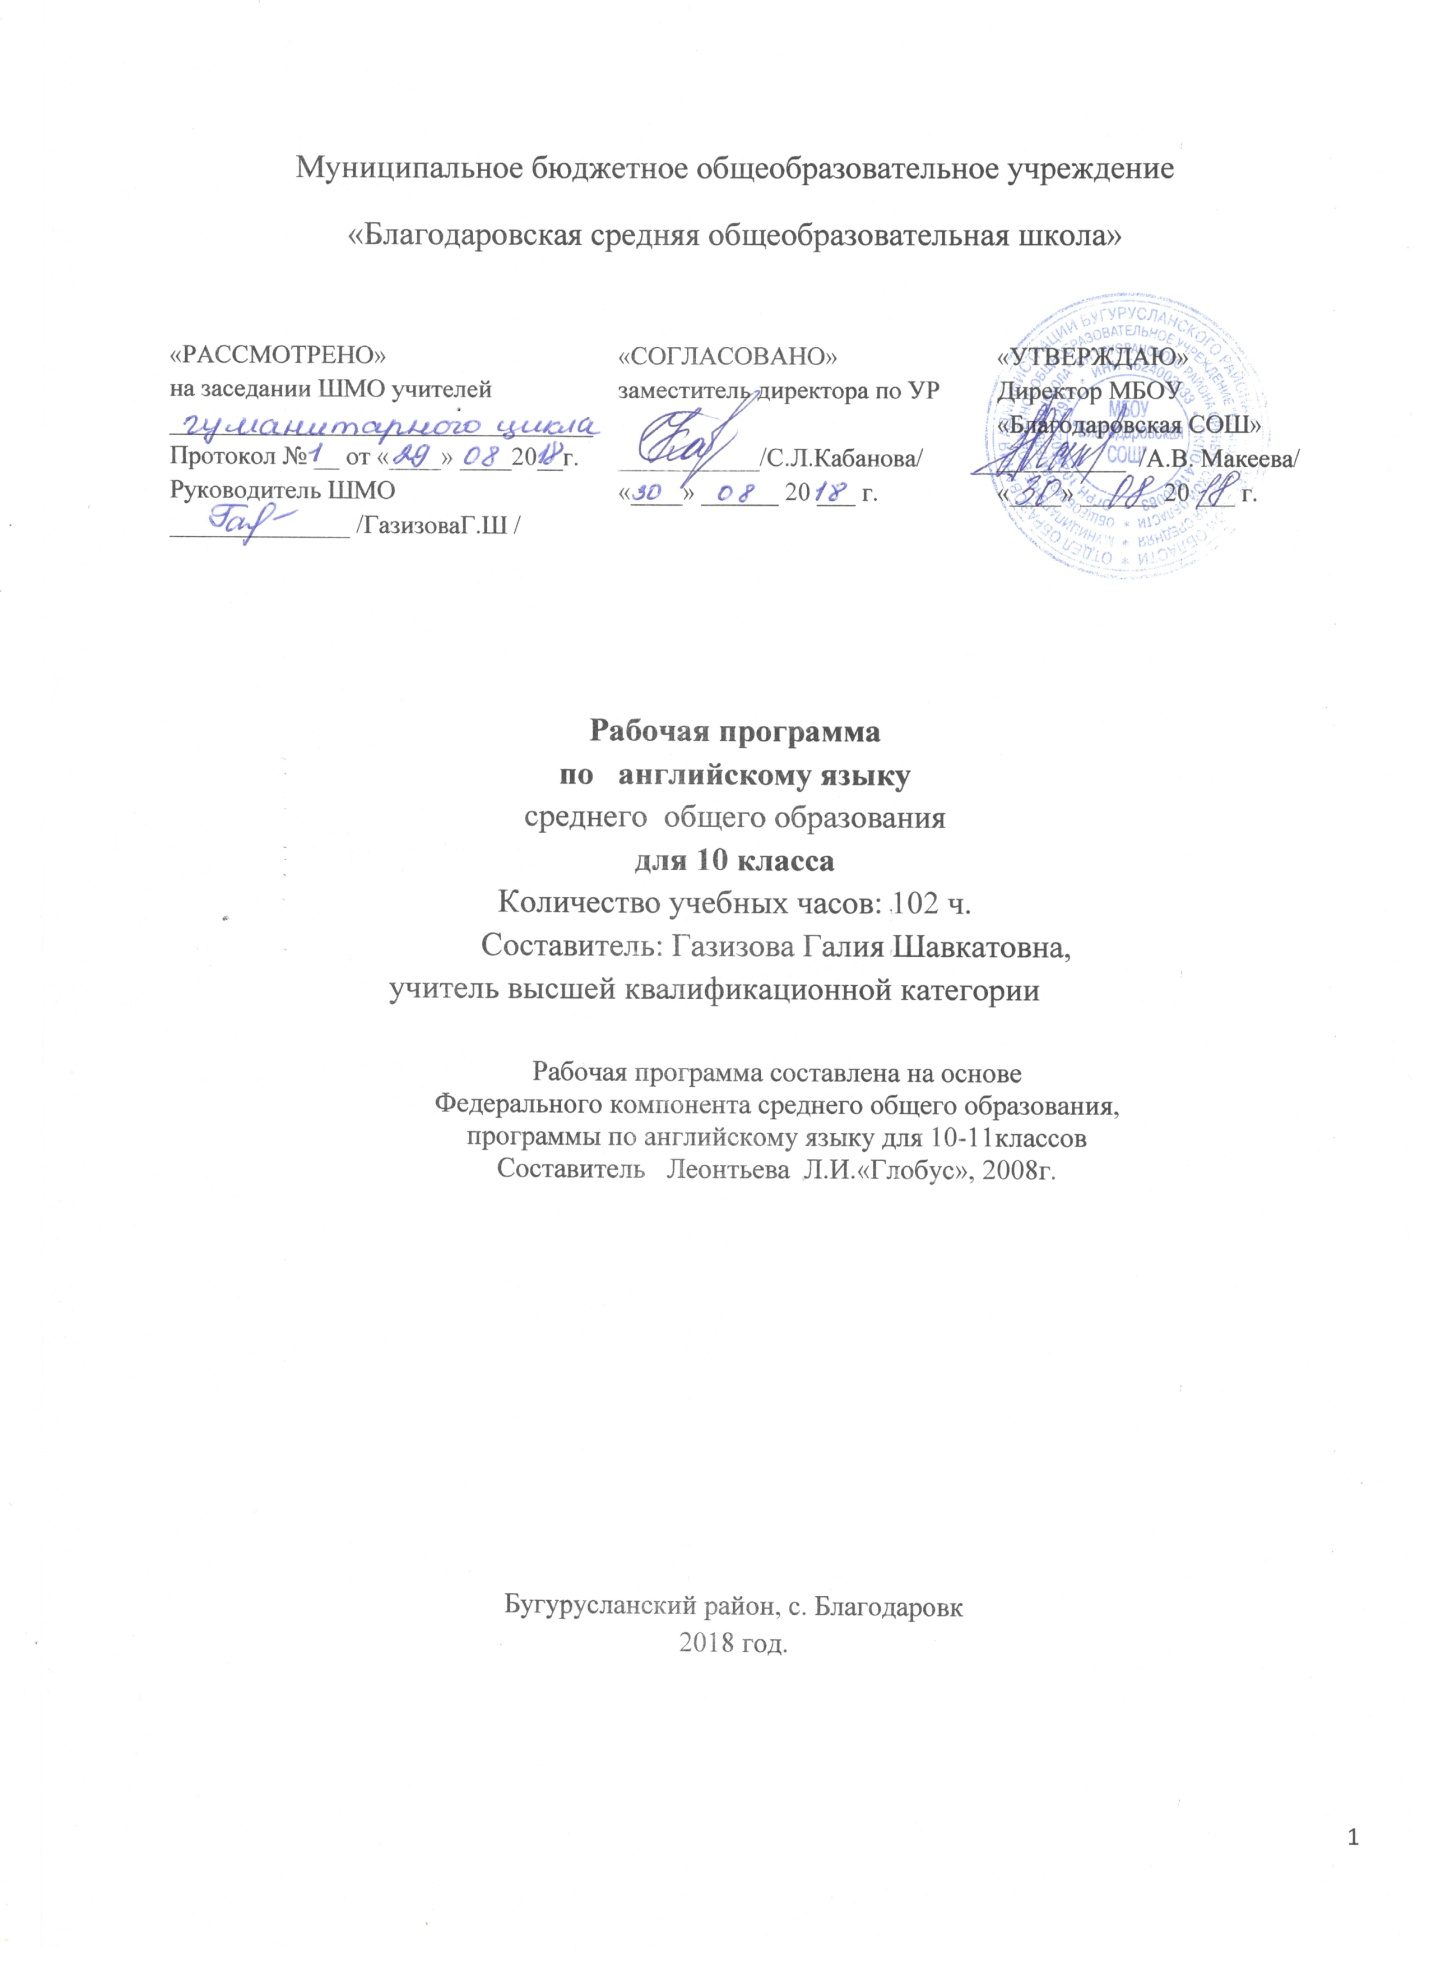 Муниципальное бюджетное общеобразовательное учреждение
«Благодаровская средняя общеобразовательная школа»
«РАССМОТРЕНО»
на заседании ШМО учителей
гуманитарного цикла
Протокол №1 от «29» 08 2018г.
Руководитель ШМО
/ГазизоваГ.Ш /
«СОГЛАСОВАНО»
заместитель директора по УР
/С.Л.Кабанова/
«30» 08 2018 г.
«УТВЕРЖДАЮ»
Директор МБОУ
«Благодаровская СОШ»
/А.В. Макеева/
«30» 08 2018 г.
МБОУ
Благодаровская
СОШ
Рабочая программа
по английскому языку
среднего общего образования
для 10 класса
Количество учебных часов: 102 ч.
Составитель: Газизова Галия Шавкатовна,
учитель высшей квалификационной категории
Рабочая программа составлена на основе
Федерального компонента среднего общего образования,
программы по английскому языку для 10-11классов
Составитель Леонтьева Л.И.«Глобус», 2008г.
Бугурусланский район, с. Благодаровк
2018 год.
1